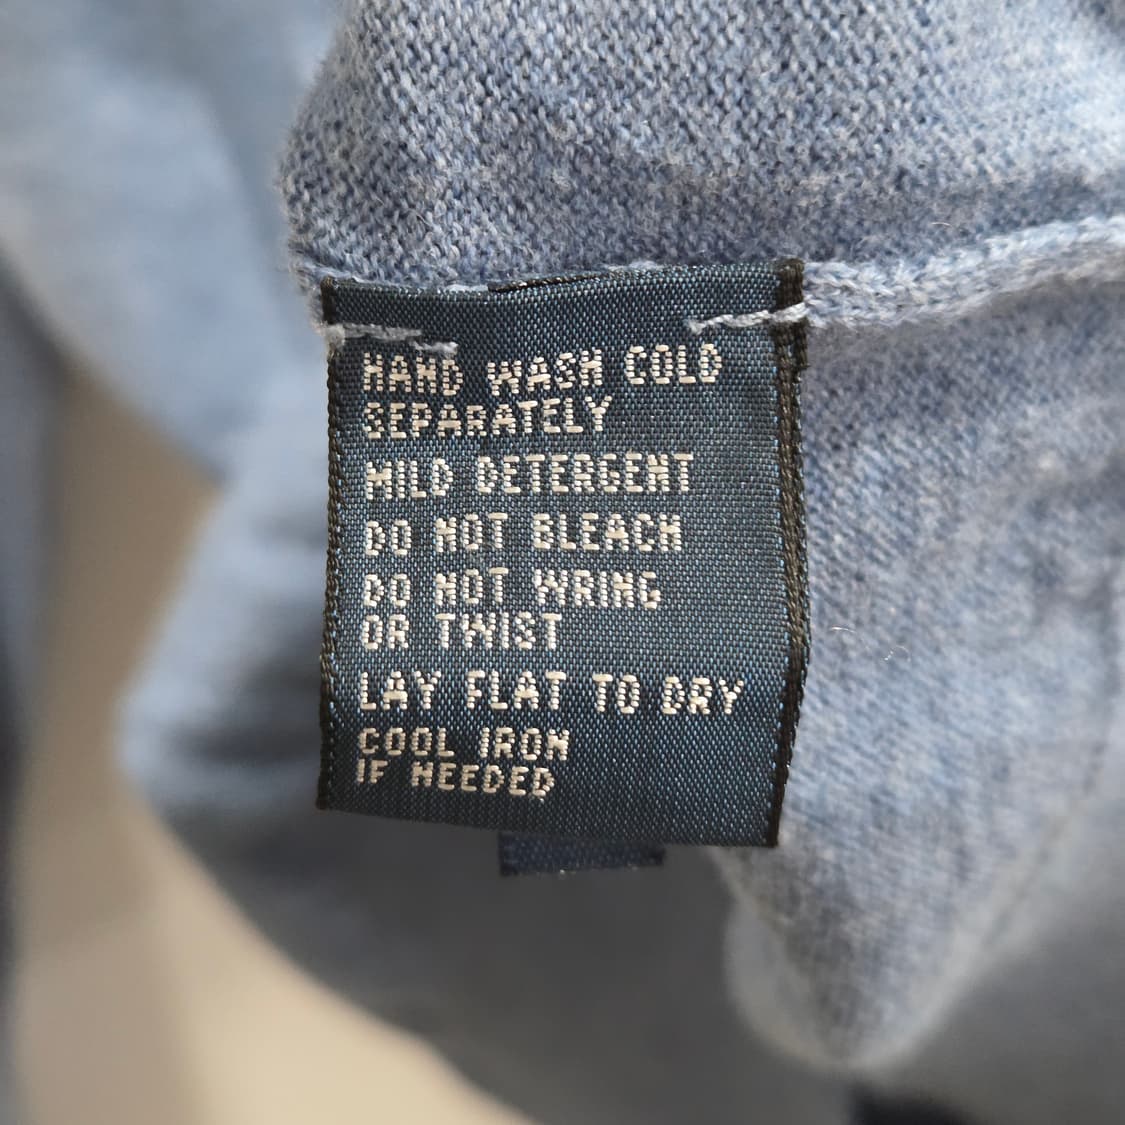 HAND WASH COLD
SEPARATELY
MILD DETERGENT
DO NOT BLEACH
DO NOT WRING
OR TWIST
LAY FLAT TO DRY
COOL IRON
IF NEEDED